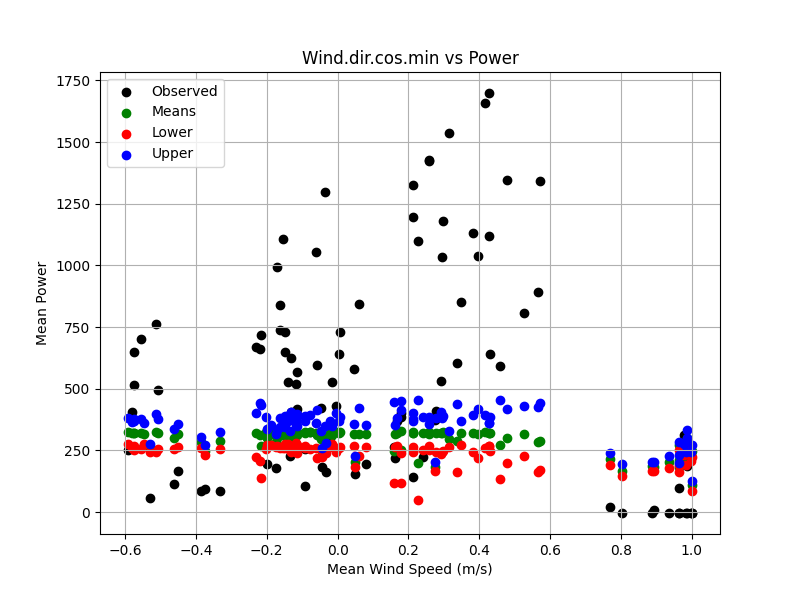 Wind.dir.cos.min vs Power
Observed
Means
Lower
Upper
1750
1500
1250
1000
750
500
250
0
Mean Power
−0.6 −0.4 −0.2 0.0 0.2 0.4 0.6 0.8 1.0
Mean Wind Speed (m/s)